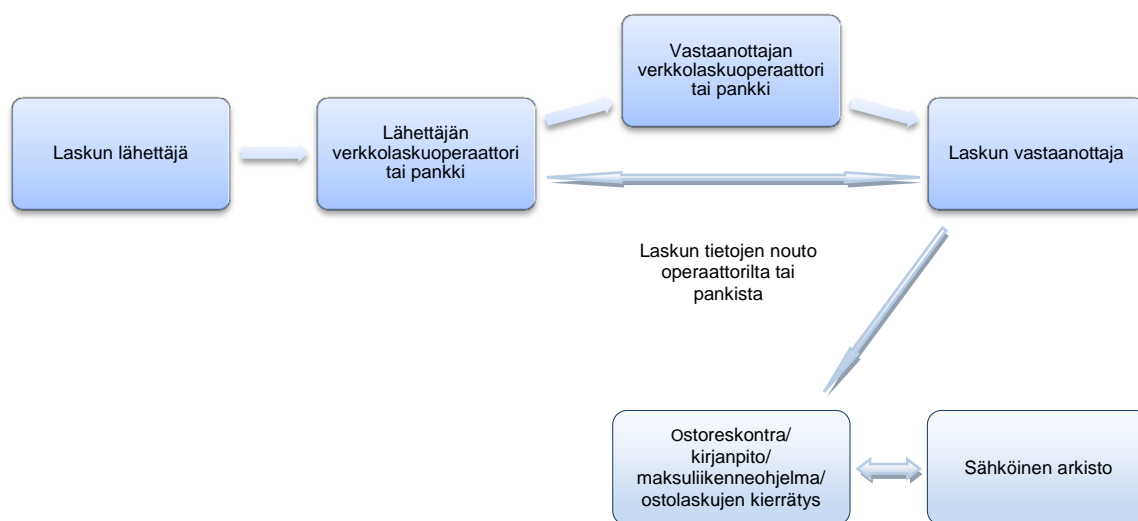 Vastaanottajan
verkkolaskuoperaattori
tai pankki
Laskun lähettäjä
Lähettäjän
verkkolaskuoperaattori
tai pankki
Laskun vastaanottaja
Laskun tietojen nouto
operaattorilta tai
pankista
Ostoreskontra/
kirjanpito/
maksuliikenneohjelma/
ostolaskujen kierrätys
Sähköinen arkisto